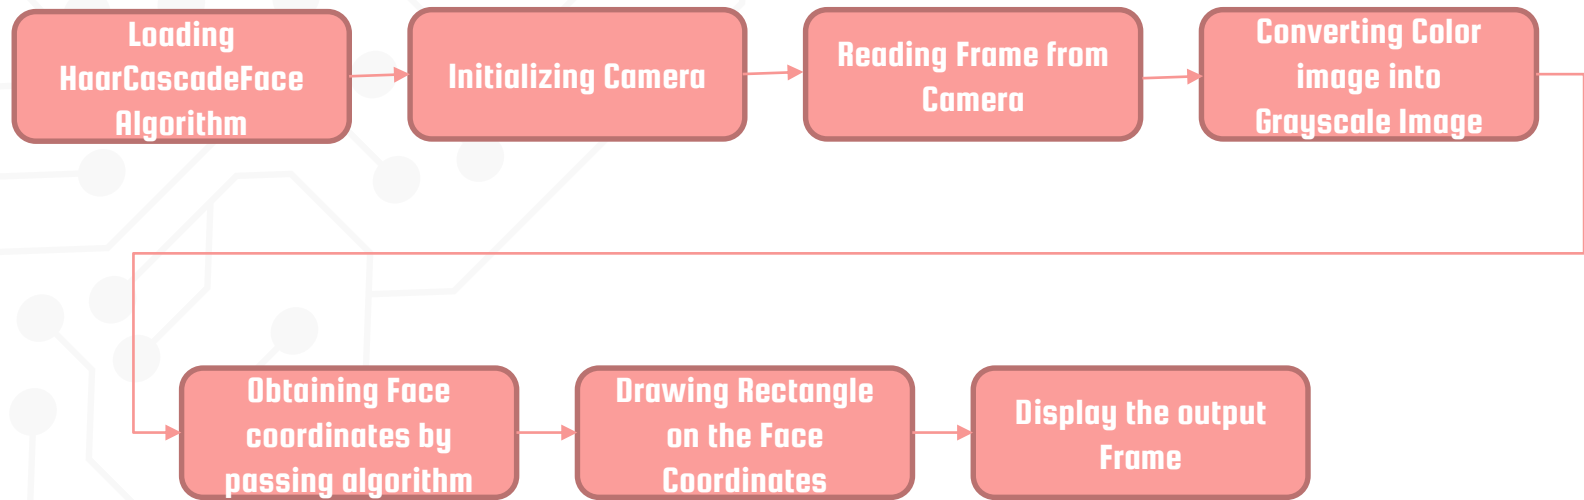 Loading
HaarCascadeFace
Algorithm
Initializing Camera
Reading Frame from
Camera
Converting Color
image into
Grayscale Image
Obtaining Face
coordinates by
passing algorithm
Drawing Rectangle
on the Face
Coordinates
Display the output
Frame